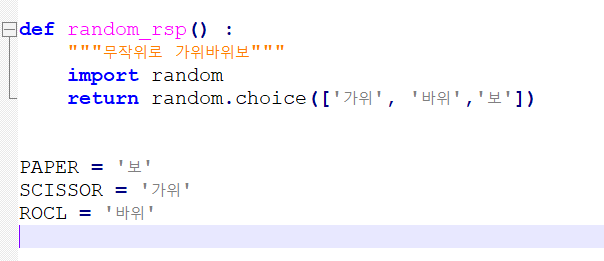 def random_rsp() :
"""무작위로 가위바위보"""
import random
return random.choice(['가위', '바위','보'])
PAPER = '보'
SCISSOR = '가위'
ROCL = '바위'